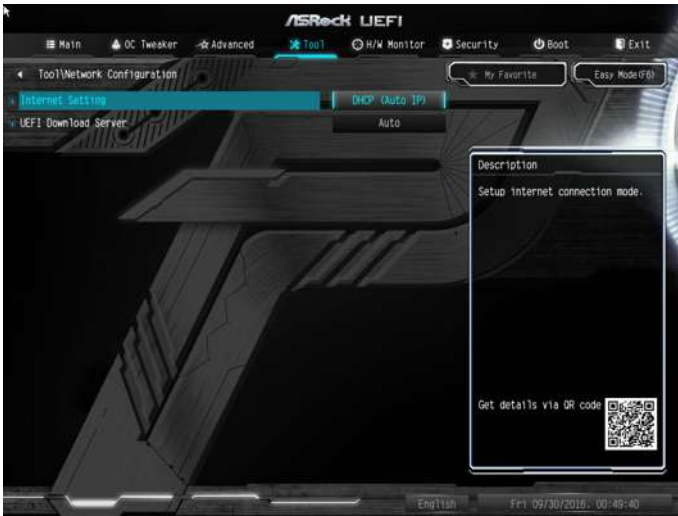 ASRock UEFI
Main OC Tweaker Advanced Tool H/W Monitor Security Boot Exit
Tool\Network Configuration
My Favorite Easy Mode(F6)
Internet Setting DHCP (Auto IP)
UEFI Download Server Auto
Description
Setup internet connection mode.
Get details via QR code
English Fri 09/30/2016. 00:49:40